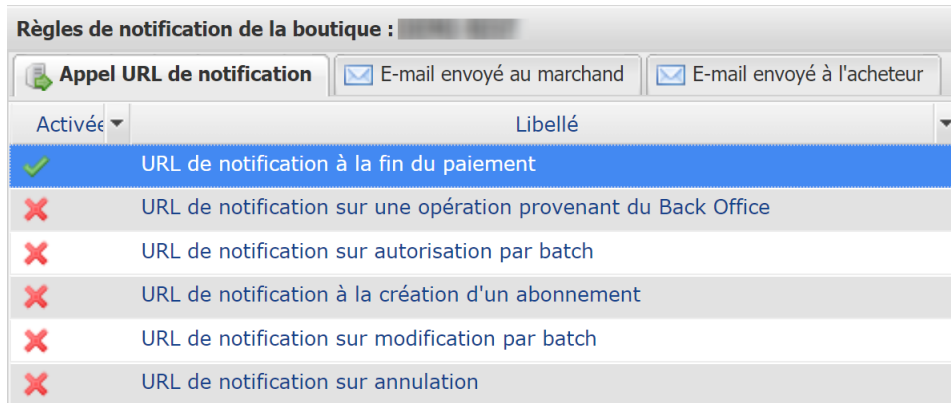 Règles de notification de la boutique :
Appel URL de notification E-mail envoyé au marchand E-mail envoyé à l'acheteur
Activée Libellé
URL de notification à la fin du paiement
URL de notification sur une opération provenant du Back Office
URL de notification sur autorisation par batch
URL de notification à la création d'un abonnement
URL de notification sur modification par batch
URL de notification sur annulation